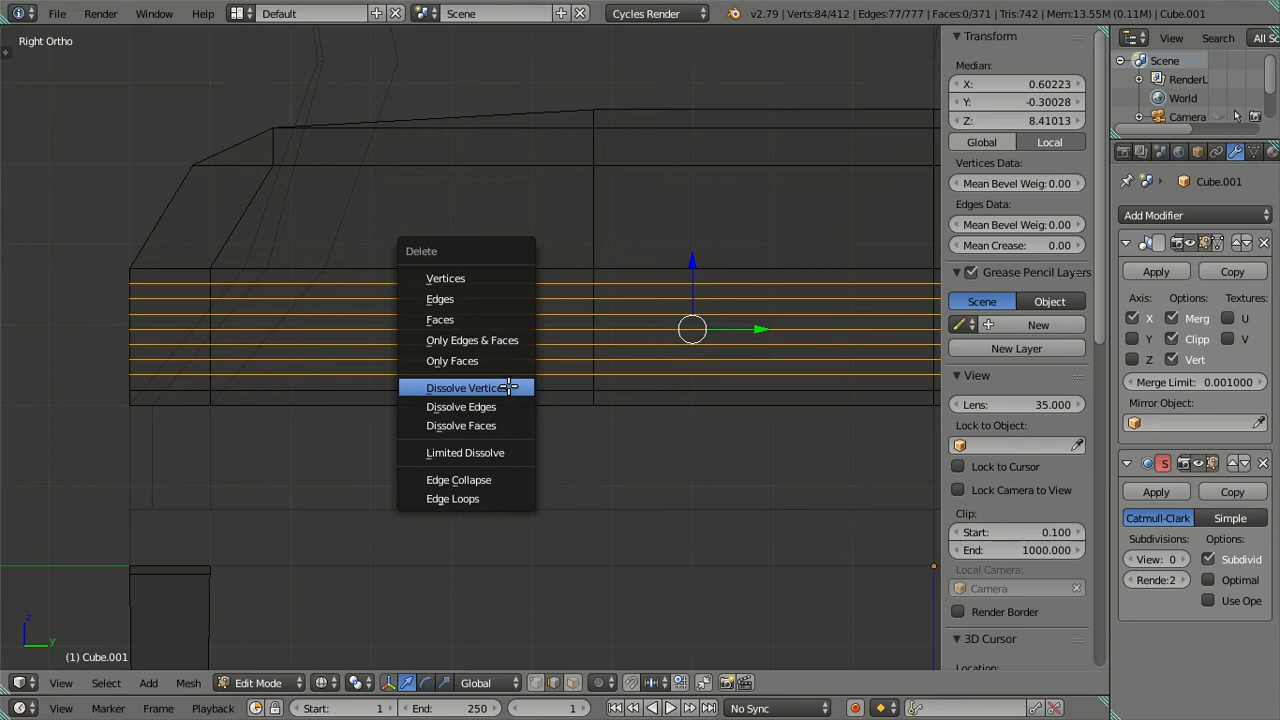 File
Render
Window
Help
Default
Scene
Cycles Render
v2.79 | Verts:84/412 | Edges:77/777 | Faces:0/371 | Tris:742 | Mem:13.55M (0.11M) | Cube.001
Right Ortho
Delete
Vertices
Edges
Faces
Only Edges & Faces
Only Faces
Dissolve Vertices
Dissolve Edges
Dissolve Faces
Limited Dissolve
Edge Collapse
Edge Loops
z
y
(1) Cube.001
Transform
Median:
X: 0.60223
Y: -0.30028
Z: 8.41013
Global Local
Vertices Data:
Mean Bevel Weig: 0.00
Edges Data:
Mean Bevel Weig: 0.00
Mean Crease: 0.00
Grease Pencil Layers
Scene Object
New
New Layer
View
Lens: 35.000
Lock to Object:
Lock to Cursor
Lock Camera to View
Clip:
Start: 0.100
End: 1000.000
Local Camera:
Camera
Render Border
3D Cursor
Location:
View Search All Sc
Scene
RenderL
World
Camera
Cube.001
Add Modifier
Apply Copy
Axis: Options: Textures:
X Merg U
Y Clipp V
Z Vert
Merge Limit: 0.001000
Mirror Object:
S
Apply Copy
Catmull-Clark Simple
Subdivisions: Options:
View: 0 Subdivid
Rende: 2 Optimal
Use Ope
View Select Add Mesh Edit Mode Global
View Marker Frame Playback Start: 1 End: 250 1 No Sync